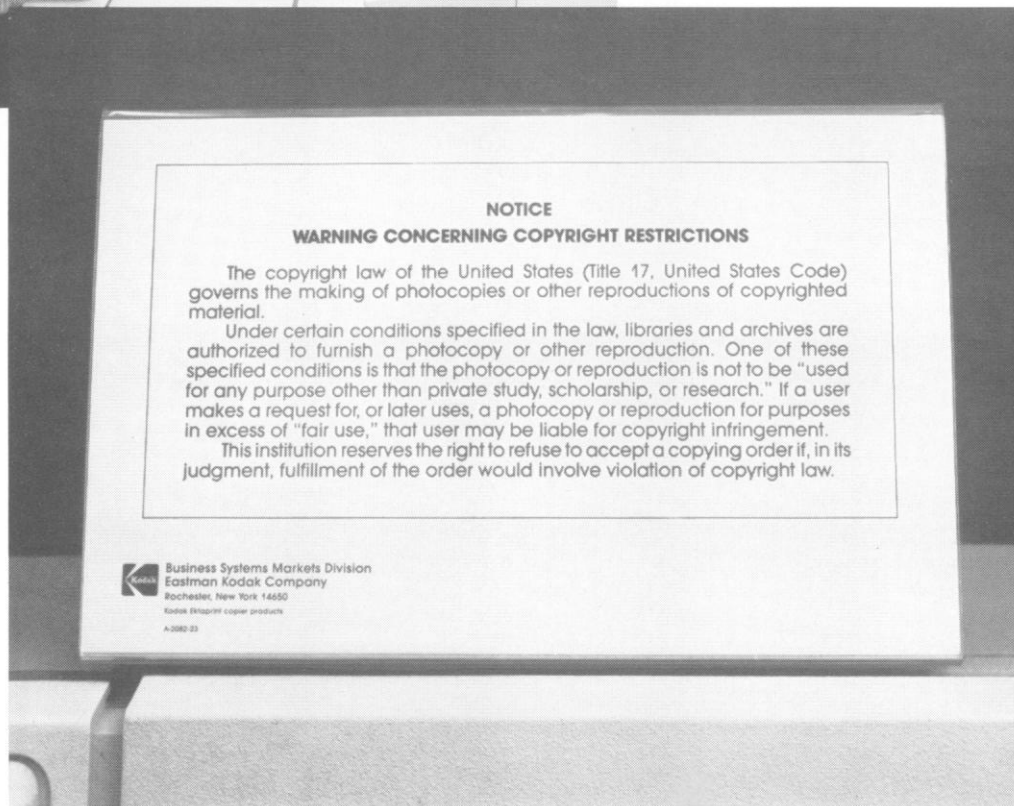 NOTICE
WARNING CONCERNING COPYRIGHT RESTRICTIONS
The copyright law of the United States (Title 17, United States Code)
governs the making of photocopies or other reproductions of copyrighted
material.
Under certain conditions specified in the law, libraries and archives are
authorized to furnish a photocopy or other reproduction. One of these
specified conditions is that the photocopy or reproduction is not to be "used
for any purpose other than private study, scholarship, or research." If a user
makes a request for, or later uses, a photocopy or reproduction for purposes
in excess of "fair use," that user may be liable for copyright infringement.
This institution reserves the right to refuse to accept a copying order if, in its
judgment, fulfillment of the order would involve violation of copyright law.
Kodak
Business Systems Markets Division
Eastman Kodak Company
Rochester, New York 14650
Kodak Ektaprint copier products